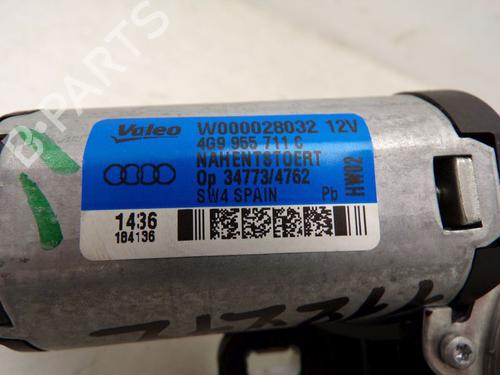 Valeo W000028032 12V
4G9 955 711 C
NAHENTSTOERT
Op 34773/4762
SW4 SPAIN Pb HW02
1436
184136
B-PARTS